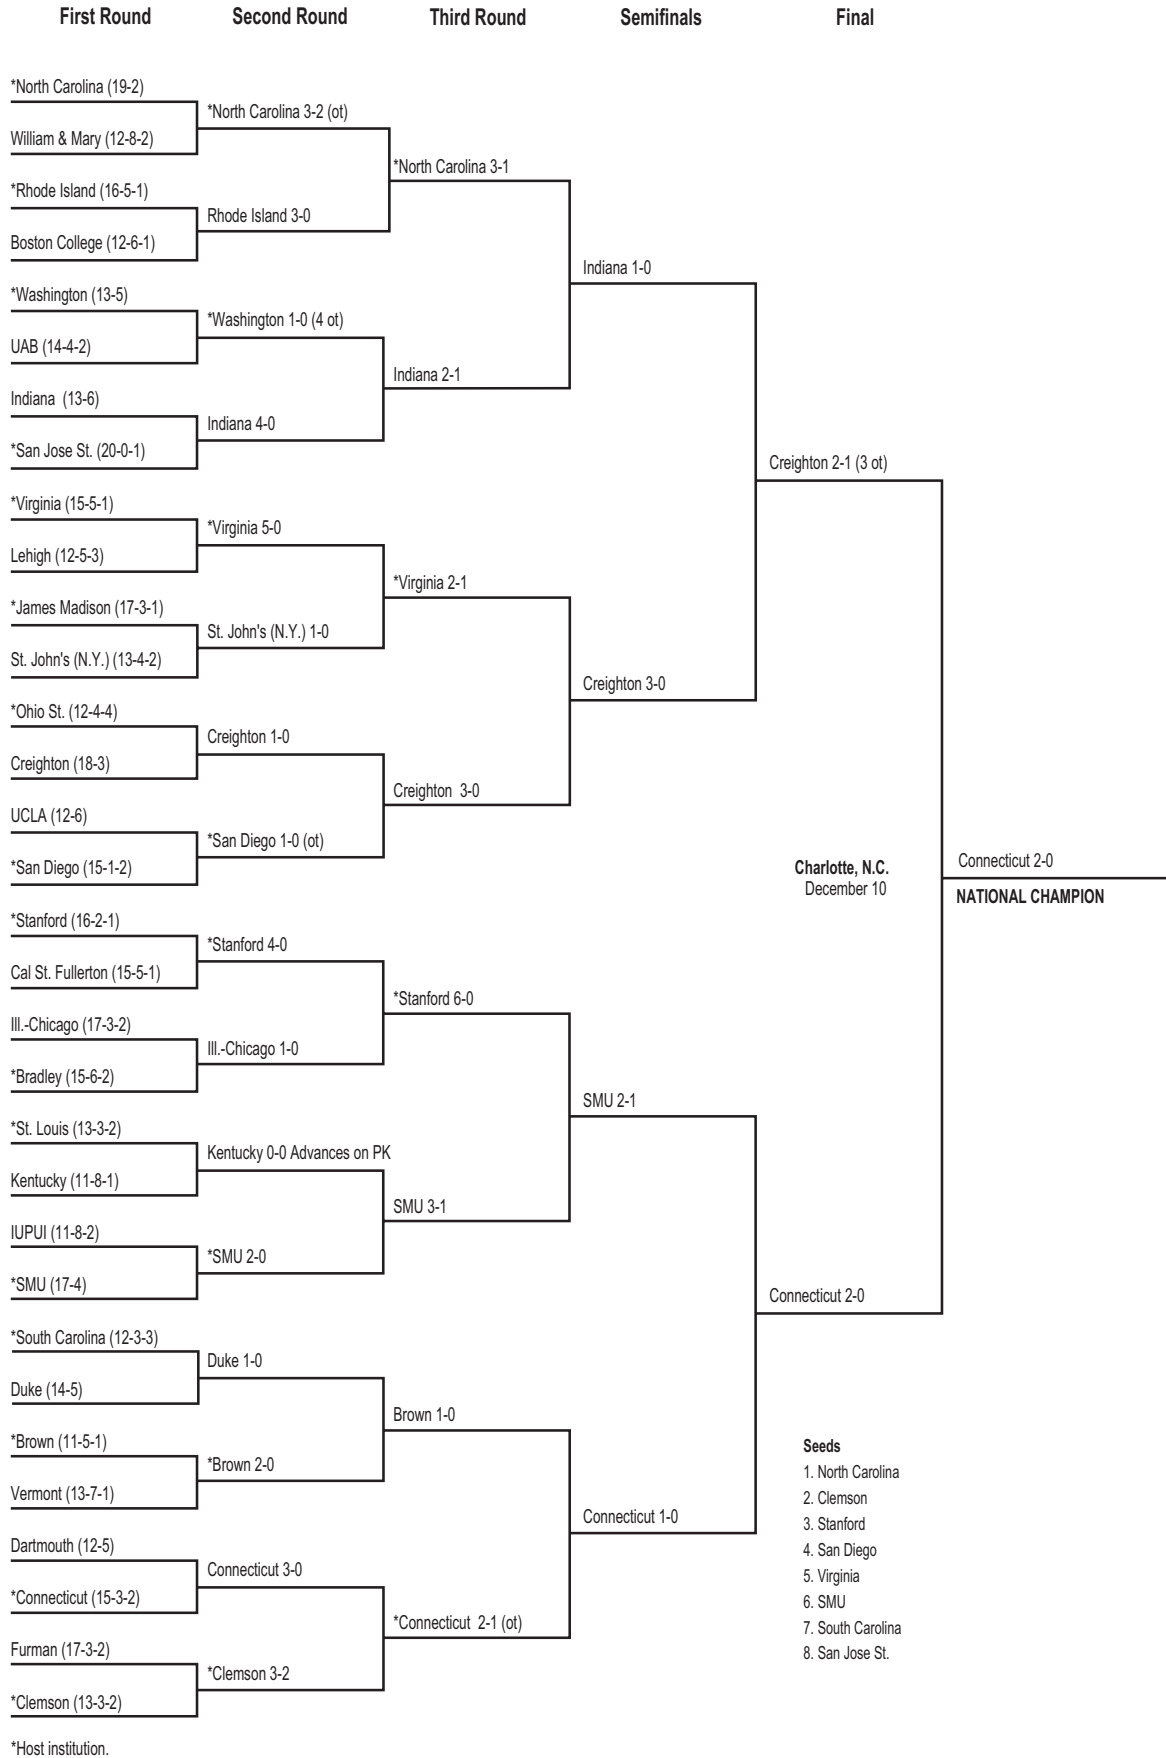 First Round
Second Round
Third Round
Semifinals
Final
*North Carolina (19-2)
William & Mary (12-8-2)
*Rhode Island (16-5-1)
Boston College (12-6-1)
*Washington (13-5)
UAB (14-4-2)
Indiana (13-6)
*San Jose St. (20-0-1)
*Virginia (15-5-1)
Lehigh (12-5-3)
*James Madison (17-3-1)
St. John's (N.Y.) (13-4-2)
*Ohio St. (12-4-4)
Creighton (18-3)
UCLA (12-6)
*San Diego (15-1-2)
*Stanford (16-2-1)
Cal St. Fullerton (15-5-1)
Ill.-Chicago (17-3-2)
*Bradley (15-6-2)
*St. Louis (13-3-2)
Kentucky (11-8-1)
IUPUI (11-8-2)
*SMU (17-4)
*South Carolina (12-3-3)
Duke (14-5)
*Brown (11-5-1)
Vermont (13-7-1)
Dartmouth (12-5)
*Connecticut (15-3-2)
Furman (17-3-2)
*Clemson (13-3-2)
*North Carolina 3-2 (ot)
Rhode Island 3-0
*Washington 1-0 (4 ot)
Indiana 4-0
*Virginia 5-0
St. John's (N.Y.) 1-0
Creighton 1-0
*San Diego 1-0 (ot)
*Stanford 4-0
Ill.-Chicago 1-0
Kentucky 0-0 Advances on PK
*SMU 2-0
Duke 1-0
*Brown 2-0
Connecticut 3-0
*Clemson 3-2
*North Carolina 3-1
Indiana 2-1
*Virginia 2-1
Creighton 3-0
*Stanford 6-0
SMU 3-1
Brown 1-0
*Connecticut 2-1 (ot)
Indiana 1-0
Creighton 3-0
SMU 2-1
Connecticut 1-0
Creighton 2-1 (3 ot)
Connecticut 2-0
Charlotte, N.C.
December 10
Connecticut 2-0
NATIONAL CHAMPION
Seeds
1. North Carolina
2. Clemson
3. Stanford
4. San Diego
5. Virginia
6. SMU
7. South Carolina
8. San Jose St.
*Host institution.